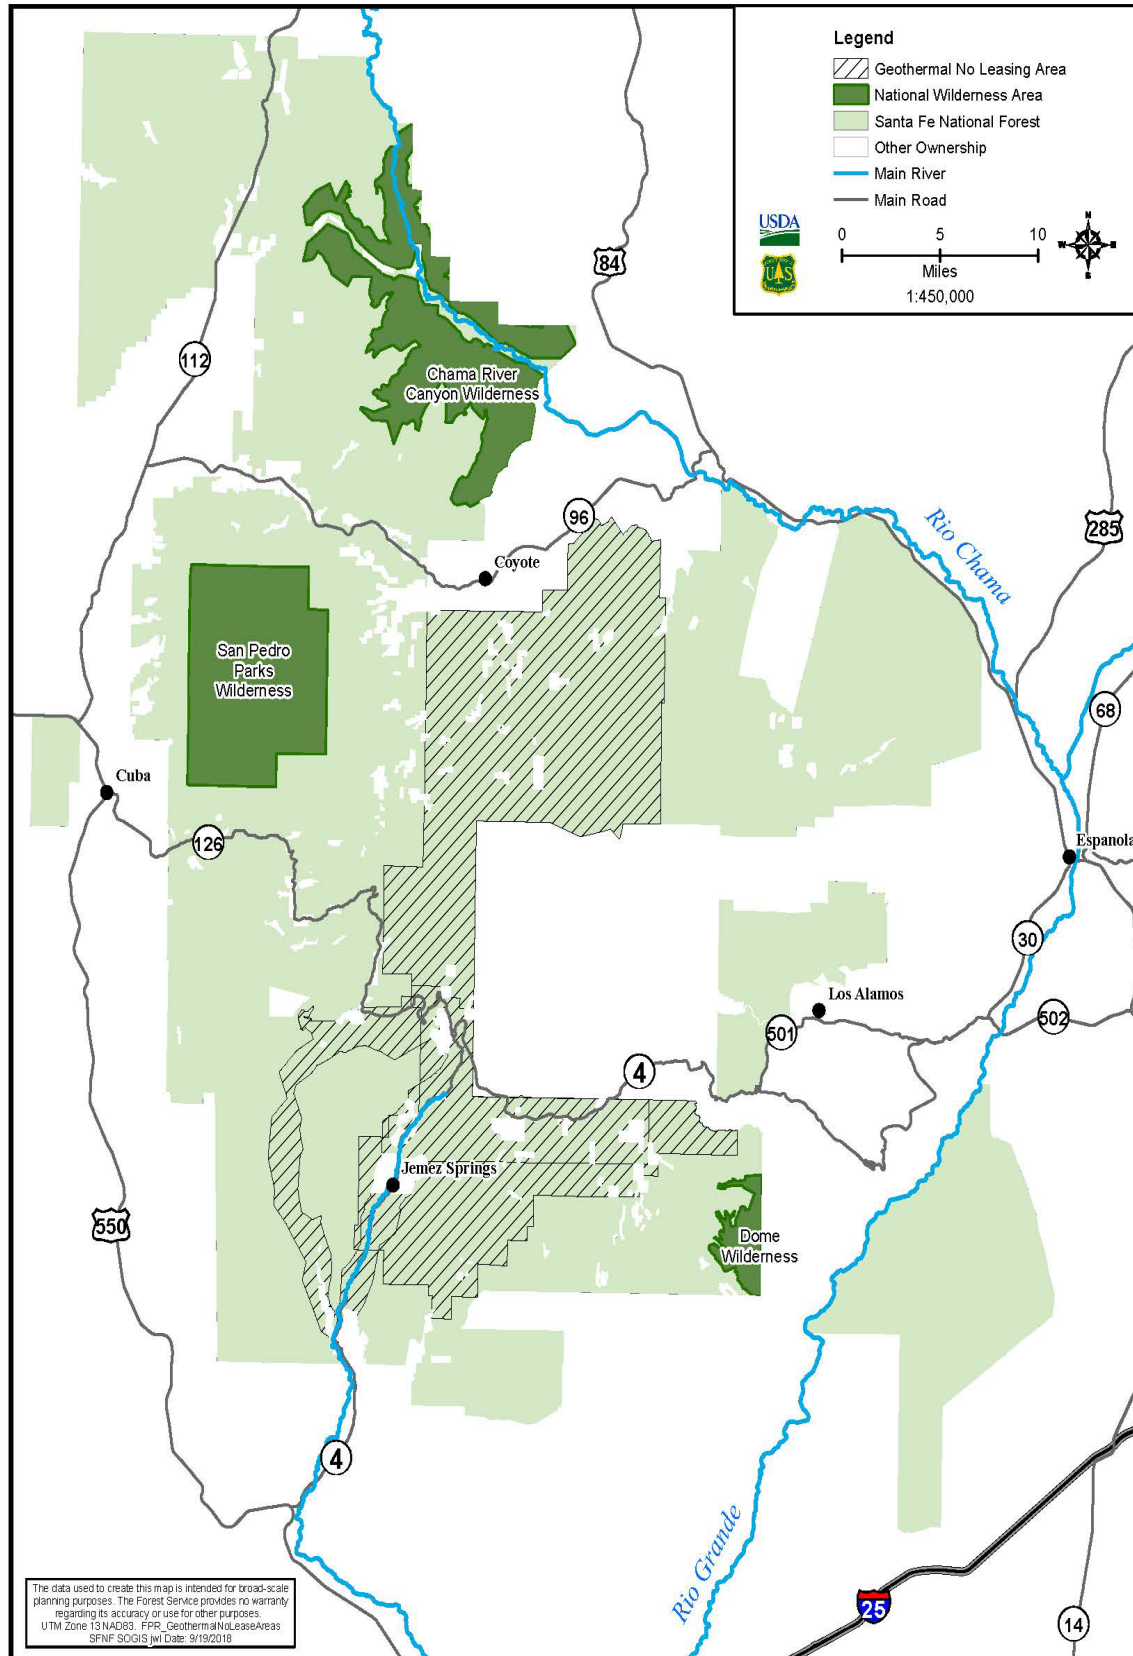 Legend
Geothermal No Leasing Area
National Wilderness Area
Santa Fe National Forest
Other Ownership
Main River
Main Road
USDA
U S
N
W E
S
0 5 10
Miles
1:450,000
84
112
Chama River
Canyon Wilderness
96
285
Rio Chama
Coyote
San Pedro
Parks
Wilderness
68
Cuba
126
Espanola
30
Los Alamos
501
502
4
Jemez Springs
550
Dome
Wilderness
4
Rio Grande
25
14
The data used to create this map is intended for broad-scale
planning purposes. The Forest Service provides no warranty
regarding its accuracy or use for other purposes.
UTM Zone 13 NAD83. FPR_GeothermalNoLeaseAreas
SFNF SOGIS jwl Date: 9/19/2018